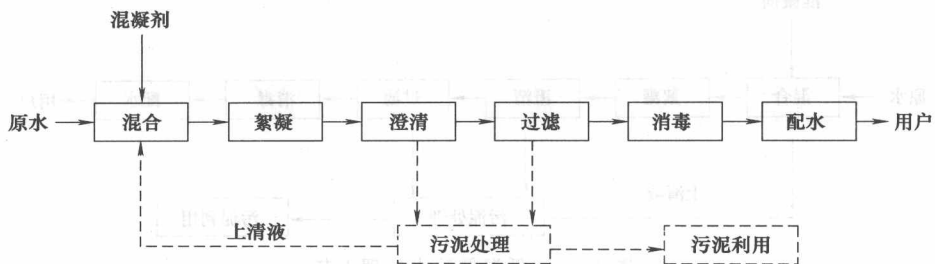 混凝剂
原水 混合 絮凝 澄清 过滤 消毒 配水 用户
上清液 污泥处理 污泥利用